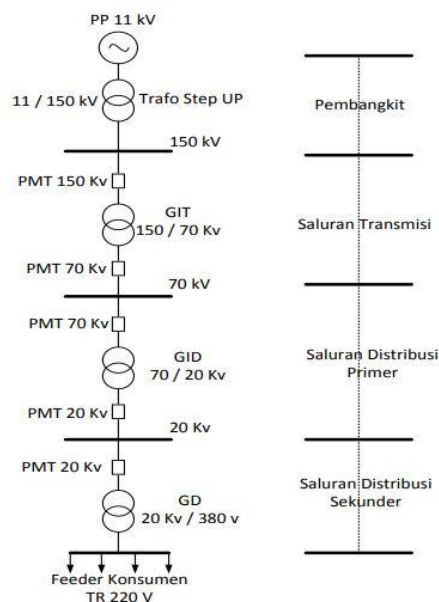 PP 11 kV
11 / 150 kV
Trafo Step UP
150 kV
PMT 150 Kv
GIT
150 / 70 Kv
PMT 70 Kv
70 kV
PMT 70 Kv
GID
70 / 20 Kv
PMT 20 Kv
20 Kv
PMT 20 Kv
GD
20 Kv / 380 v
Feeder Konsumen
TR 220 V
Pembangkit
Saluran Transmisi
Saluran Distribusi
Primer
Saluran Distribusi
Sekunder